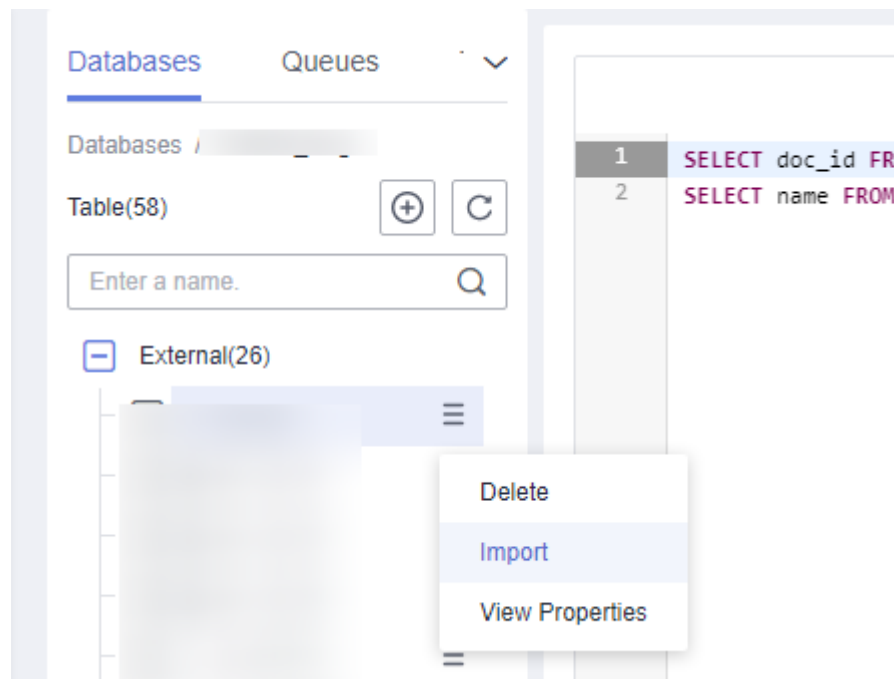 Databases Queues
Databases /
Table(58)
Enter a name.
External(26)
Delete
Import
View Properties
1 SELECT doc_id FR
2 SELECT name FROM